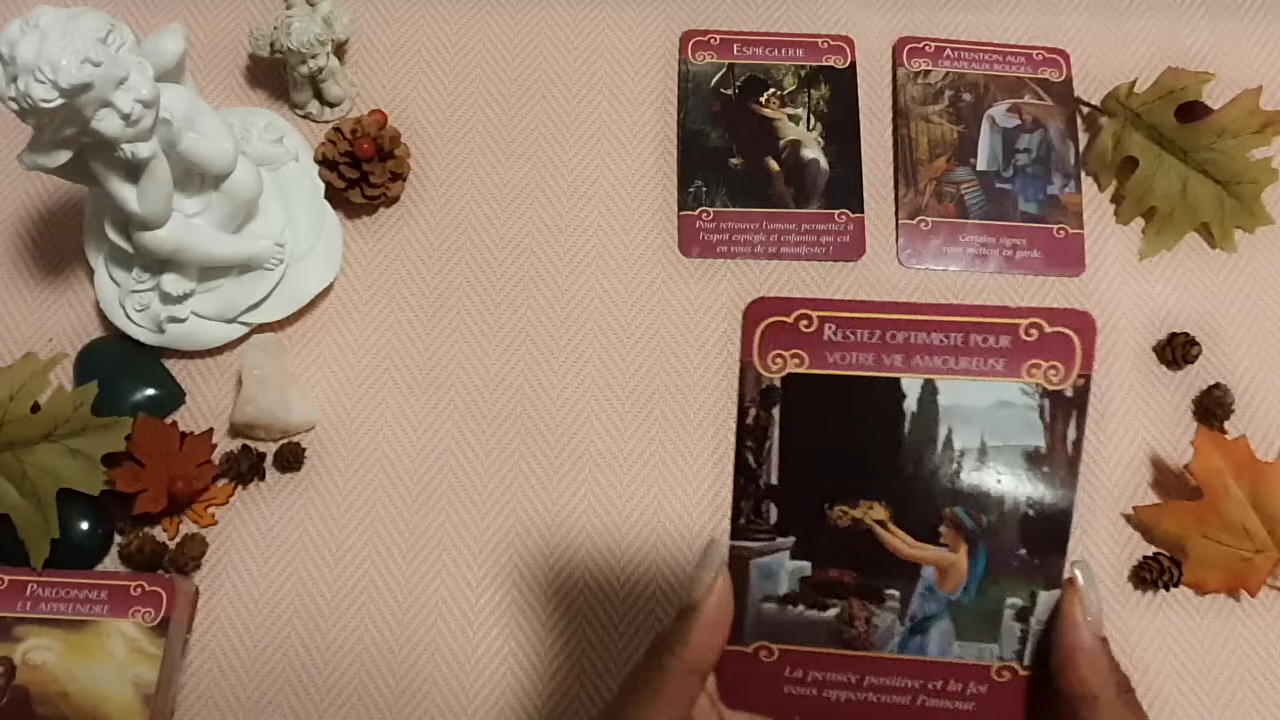 ESPIÈGLERIE
Pour retrouver l'amour, permettez à
l'esprit espiègle et enfantin qui est
en vous de se manifester !
ATTENTION AUX
DRAPEAUX ROUGES
Certains signes
vous mettent en garde.
RESTEZ OPTIMISTE POUR
VOTRE VIE AMOUREUSE
La pensée positive et la foi
vous apporteront l'amour.
PARDONNER
ET APPRENDRE